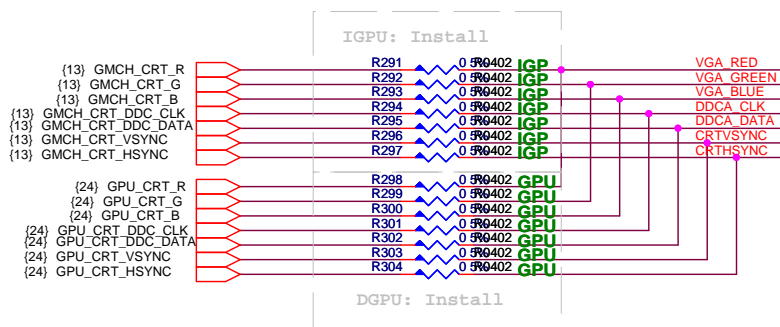 IGPU: Install
{13} GMCH_CRT_R R291 0 5% R0402 IGP VGA_RED
{13} GMCH_CRT_G R292 0 5% R0402 IGP VGA_GREEN
{13} GMCH_CRT_B R293 0 5% R0402 IGP VGA_BLUE
{13} GMCH_CRT_DDC_CLK R294 0 5% R0402 IGP DDCA_CLK
{13} GMCH_CRT_DDC_DATA R295 0 5% R0402 IGP DDCA_DATA
{13} GMCH_CRT_VSYNC R296 0 5% R0402 IGP CRTVSYNC
{13} GMCH_CRT_HSYNC R297 0 5% R0402 IGP CRTHSYNC
{24} GPU_CRT_R R298 0 5% R0402 GPU
{24} GPU_CRT_G R299 0 5% R0402 GPU
{24} GPU_CRT_B R300 0 5% R0402 GPU
{24} GPU_CRT_DDC_CLK R301 0 5% R0402 GPU
{24} GPU_CRT_DDC_DATA R302 0 5% R0402 GPU
{24} GPU_CRT_VSYNC R303 0 5% R0402 GPU
{24} GPU_CRT_HSYNC R304 0 5% R0402 GPU
DGPU: Install